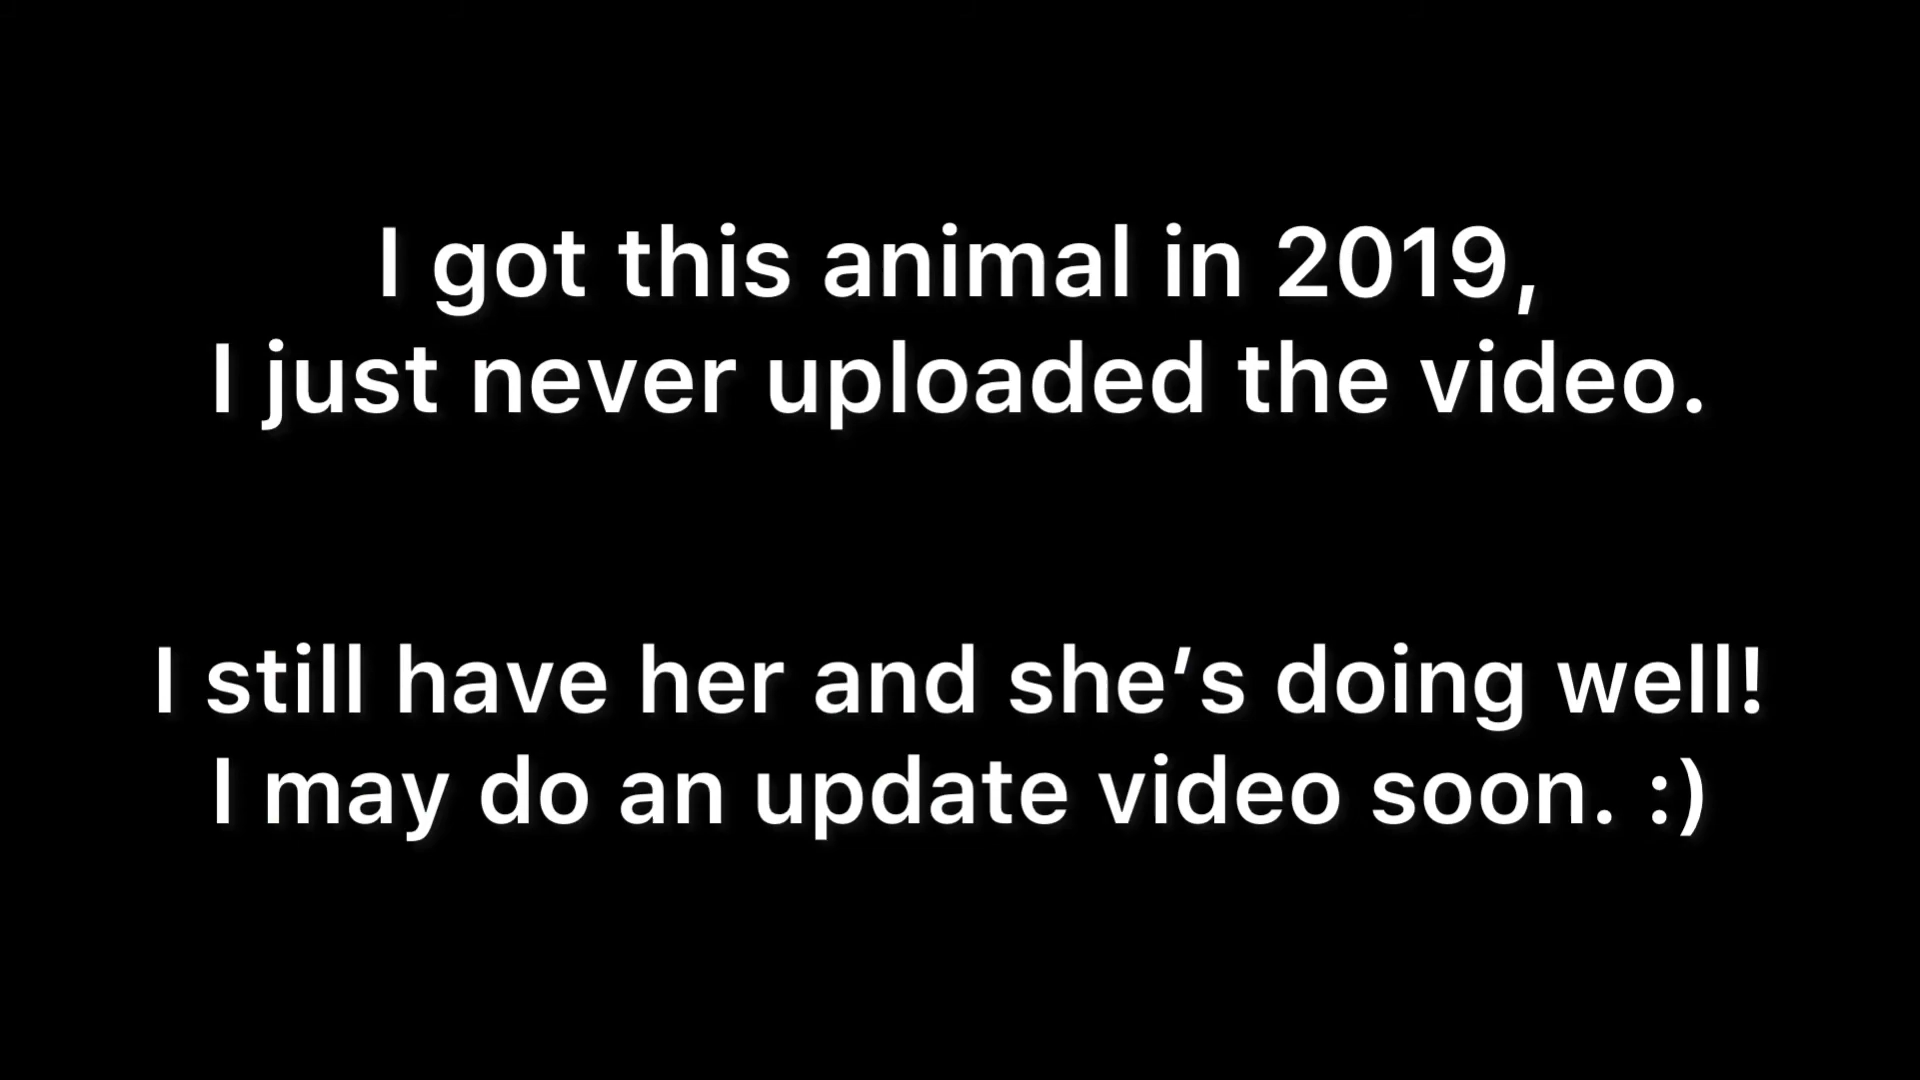 I got this animal in 2019,
I just never uploaded the video.
I still have her and she’s doing well!
I may do an update video soon. :)